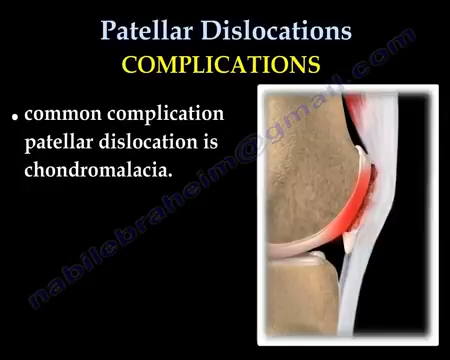 Patellar Dislocations
COMPLICATIONS
• common complication
patellar dislocation is
chondromalacia.
nabilebraheim@gmail.com